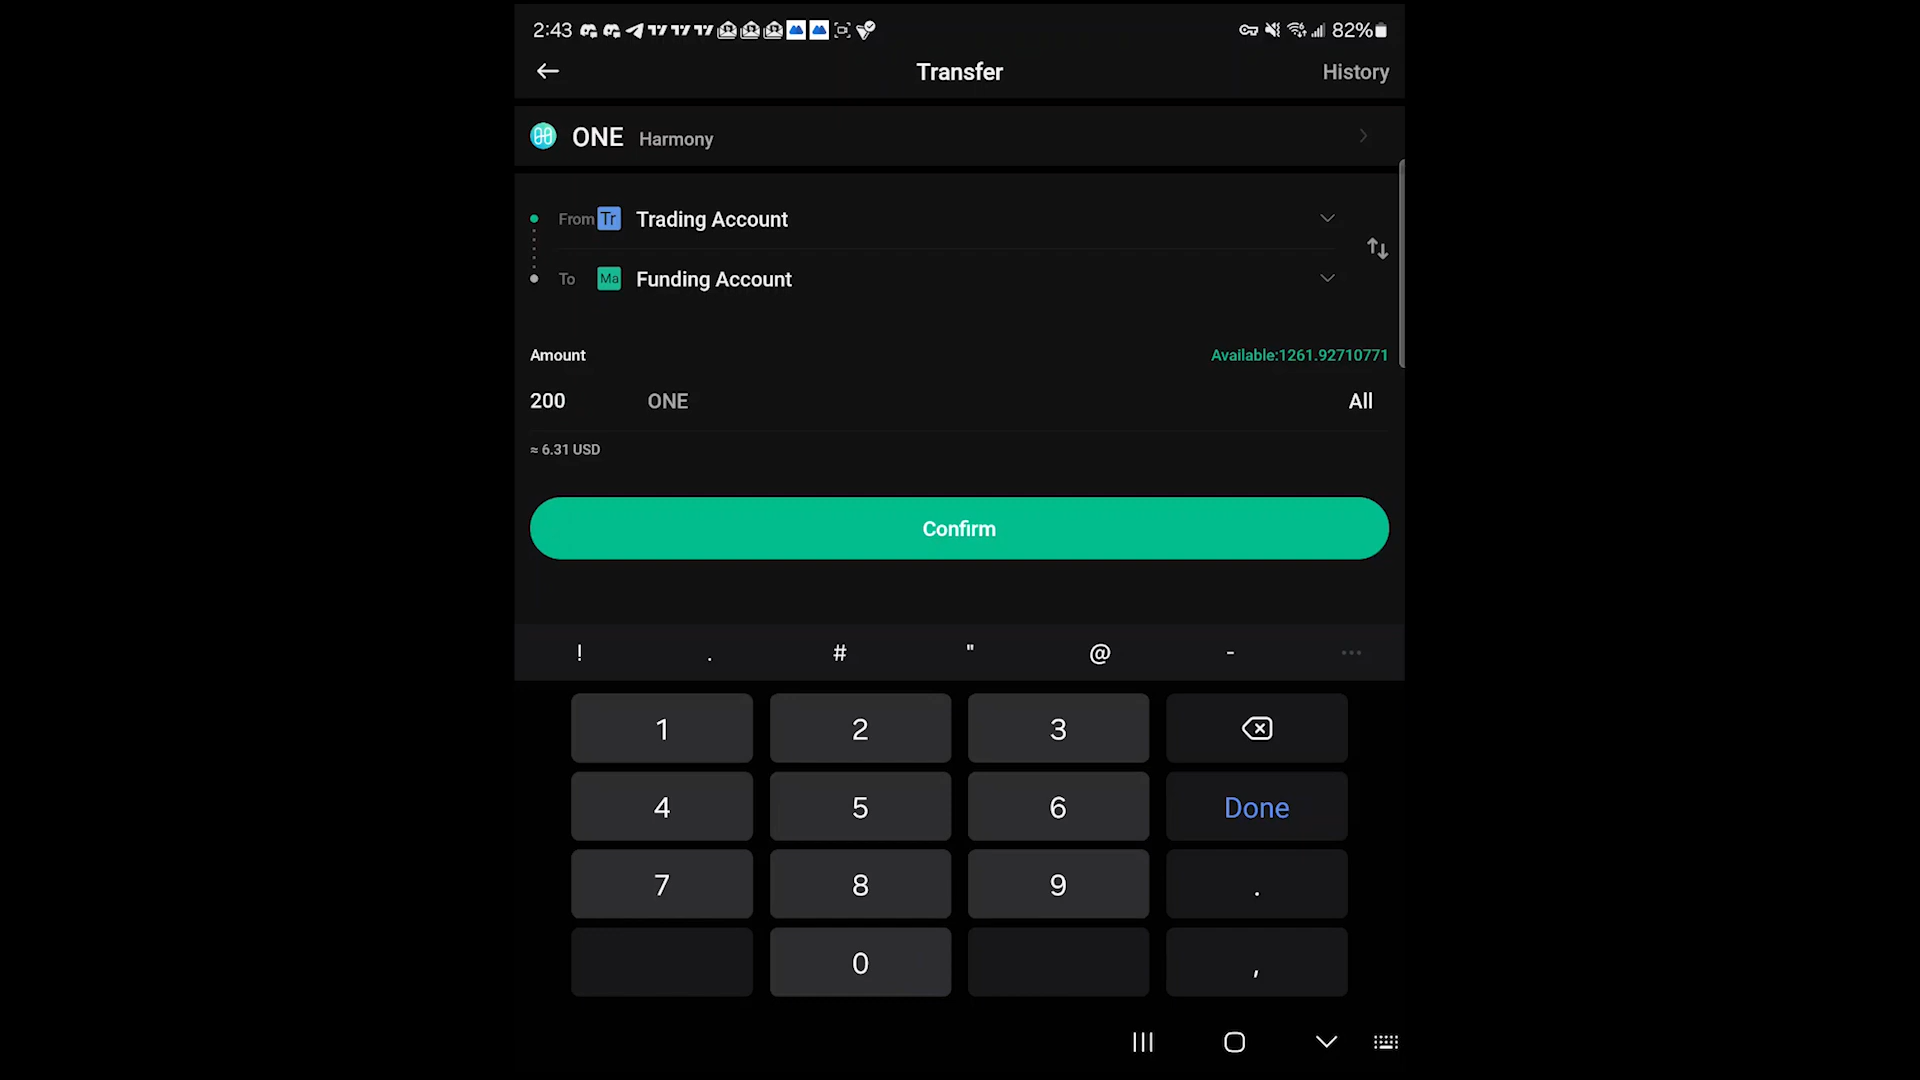 2:43 82%
Transfer History
ONE Harmony
From Tr Trading Account
To Ma Funding Account
Amount Available:1261.92710771
200 ONE All
≈ 6.31 USD
Confirm
! . # " @ - ...
1 2 3
4 5 6 Done
7 8 9 .
0 ,